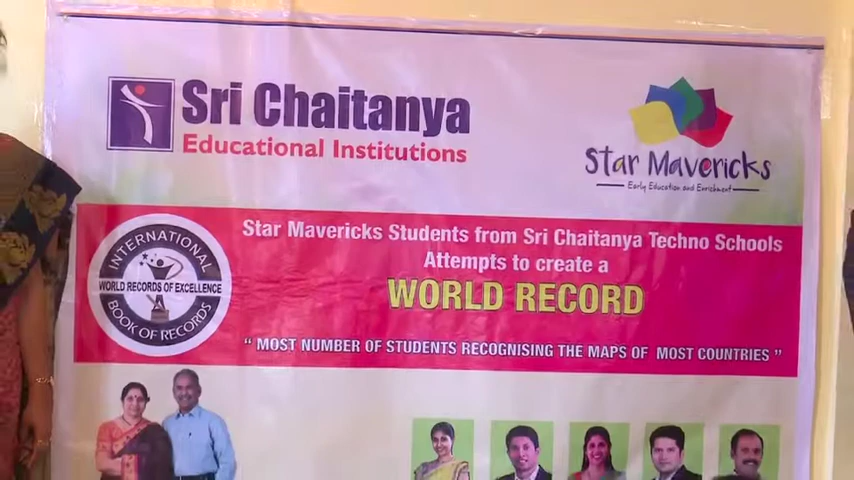 Sri Chaitanya
Educational Institutions
Star Mavericks
Early Education and Enrichment
INTERNATIONAL
WORLD RECORDS OF EXCELLENCE
BOOK OF RECORDS
Star Mavericks Students from Sri Chaitanya Techno Schools
Attempts to create a
WORLD RECORD
“ MOST NUMBER OF STUDENTS RECOGNISING THE MAPS OF MOST COUNTRIES ”